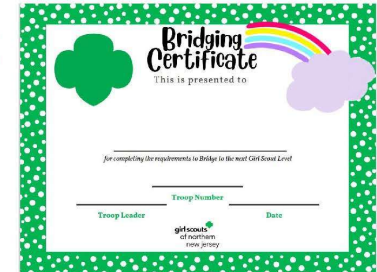 Bridging
Certificate
This is presented to
for completing the requirements to Bridge to the next Girl Scout Level
Troop Number
Troop Leader
Date
girl scouts
of northern
new jersey